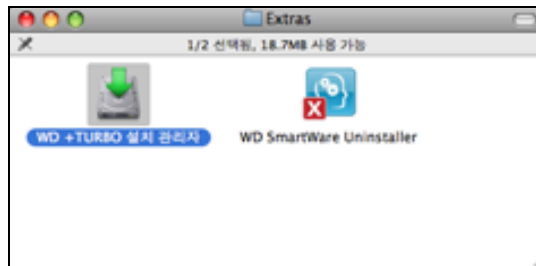 Extras
1/2 선택됨, 18.7MB 사용 가능
WD +TURBO 설치 관리자
WD SmartWare Uninstaller